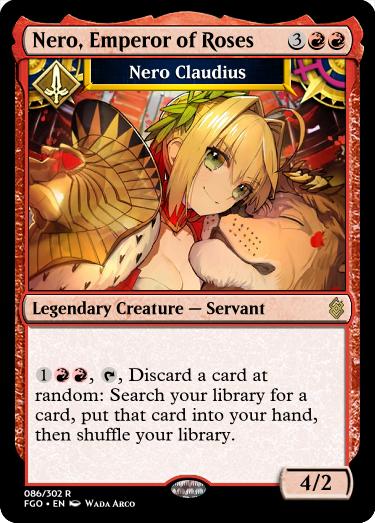 Nero, Emperor of Roses 3
Nero Claudius
Legendary Creature — Servant
1, , Discard a card at
random: Search your library for a
card, put that card into your hand,
then shuffle your library.
086/302 R
FGO • EN Wada Arco
4/2